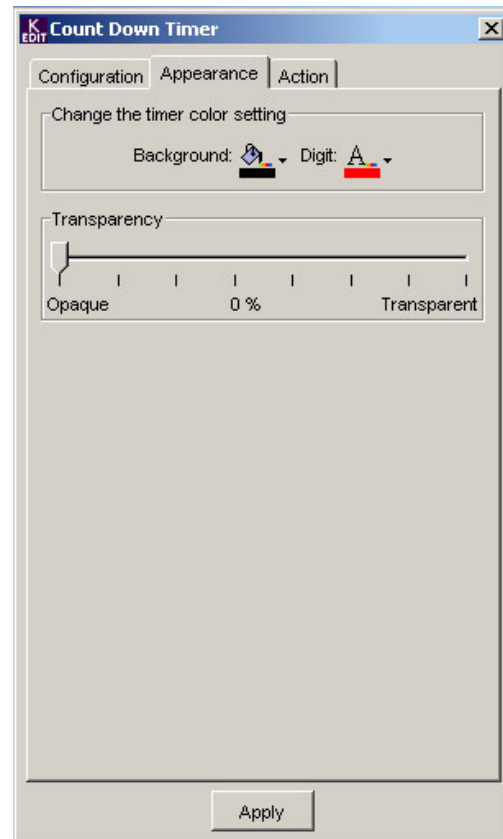 K EDIT Count Down Timer
Configuration Appearance Action
Change the timer color setting
Background: Digit: A
Transparency
Opaque 0 % Transparent
Apply